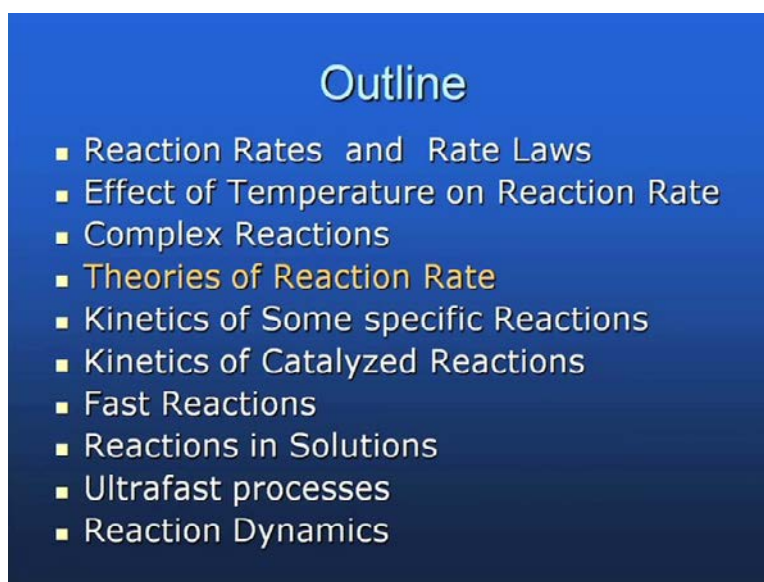 Outline
Reaction Rates and Rate Laws
Effect of Temperature on Reaction Rate
Complex Reactions
Theories of Reaction Rate
Kinetics of Some specific Reactions
Kinetics of Catalyzed Reactions
Fast Reactions
Reactions in Solutions
Ultrafast processes
Reaction Dynamics